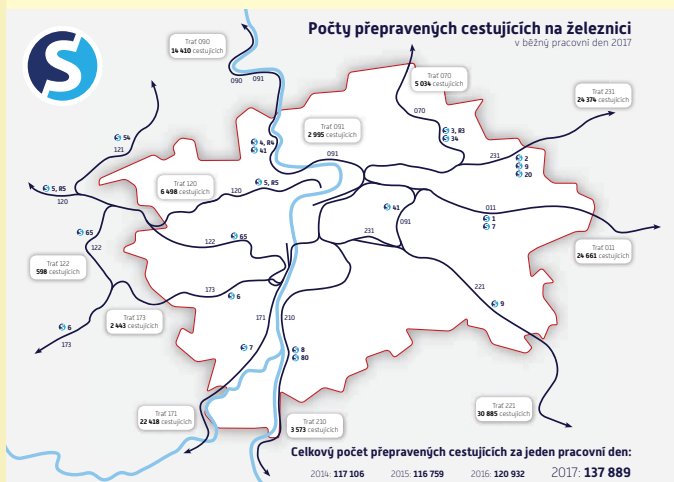 Počty přepravených cestujících na železnici
v běžný pracovní den 2017
Trať 090
14 410 cestujících
090
091
Trať 070
5 034 cestujících
070
Trať 231
24 374 cestujících
S 54
121
S 4, 84
S 41
Trať 091
2 995 cestujících
091
S 3, 83
S 34
231
S 2
S 9
S 20
S 5, 85
120
Trať 120
6 498 cestujících
120
S 5, 85
S 65
122
122
S 65
S 41
091
231
011
S 1
S 7
Trať 011
24 661 cestujících
Trať 122
598 cestujících
173
S 6
221
S 9
Trať 173
2 443 cestujících
171
210
S 6
173
S 7
S 8
S 80
Trať 171
22 418 cestujících
Trať 210
3 573 cestujících
Trať 221
30 885 cestujících
Celkový počet přepravených cestujících za jeden pracovní den:
2014: 117 106 2015: 116 759 2016: 120 932 2017: 137 889